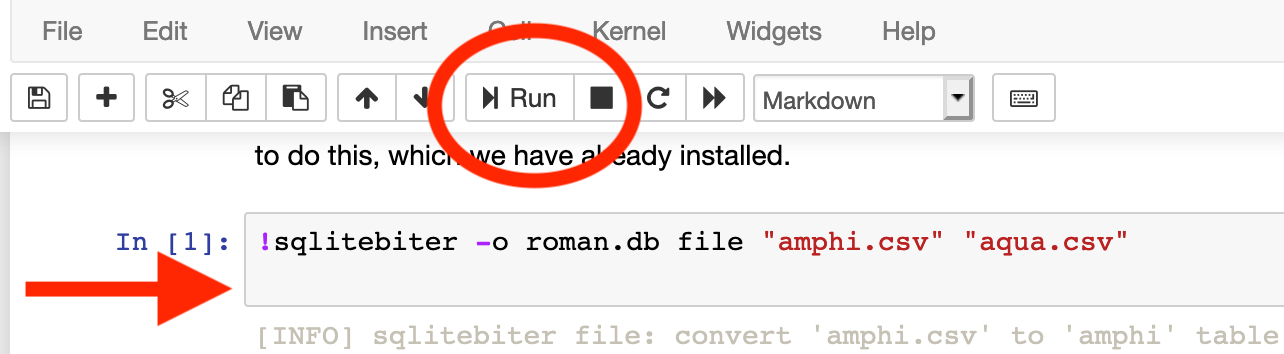 File Edit View Insert Cell Kernel Widgets Help
Run Markdown
to do this, which we have already installed.
In [1]: !sqlitebiter -o roman.db file "amphi.csv" "aqua.csv"
[INFO] sqlitebiter file: convert 'amphi.csv' to 'amphi' table